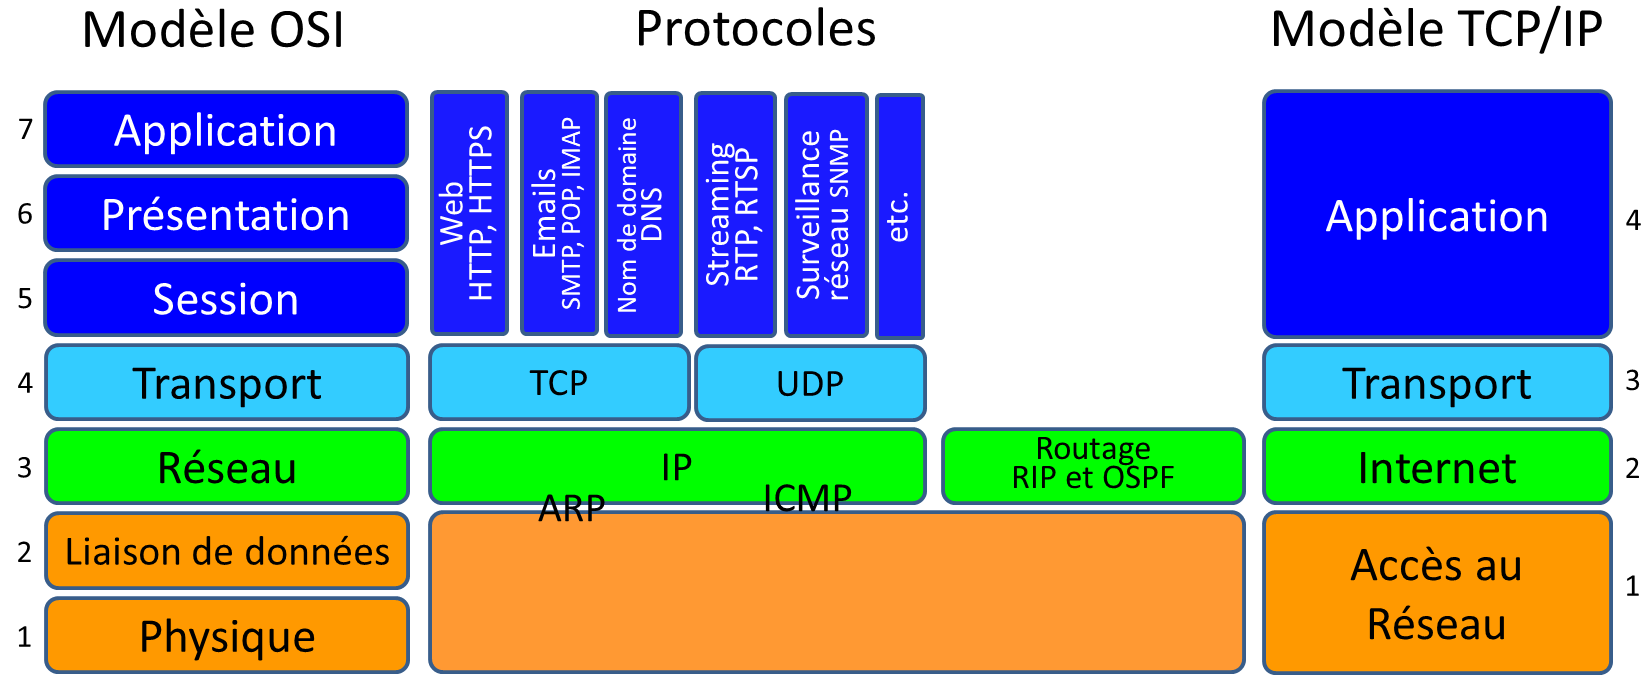 Modèle OSI
Protocoles
Modèle TCP/IP
7
Application
6
Présentation
5
Session
4
Transport
3
Réseau
2
Liaison de données
1
Physique
Web
HTTP, HTTPS
Emails
SMTP, POP, IMAP
Nom de domaine
DNS
Streaming
RTP, RTSP
Surveillance
réseau SNMP
etc.
TCP
UDP
IP
ARP
ICMP
Routage
RIP et OSPF
Application
4
Transport
3
Internet
2
Accès au
Réseau
1